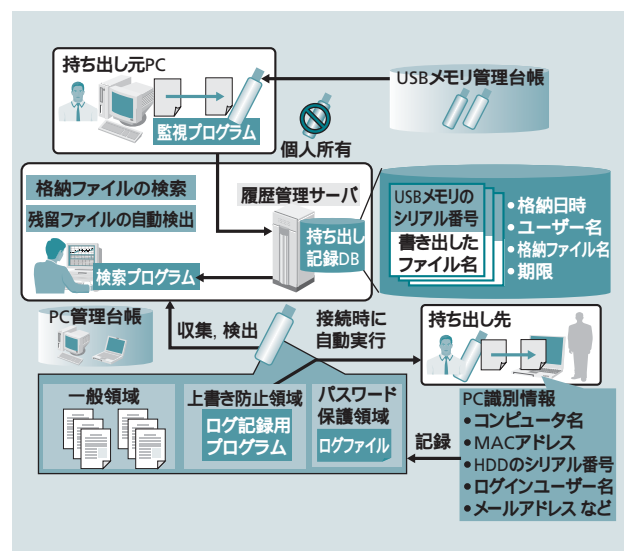 持ち出し元PC
監視プログラム
USBメモリ管理台帳
個人所有
格納ファイルの検索
残留ファイルの自動検出
検索プログラム
履歴管理サーバ
持ち出し
記録DB
USBメモリの
シリアル番号
書き出した
ファイル名
•格納日時
•ユーザー名
•格納ファイル名
•期限
PC管理台帳
収集, 検出
接続時に
自動実行
持ち出し先
一般領域
上書き防止領域
ログ記録用
プログラム
パスワード
保護領域
ログファイル
記録
PC識別情報
•コンピュータ名
•MACアドレス
•HDDのシリアル番号
•ログインユーザー名
•メールアドレス など